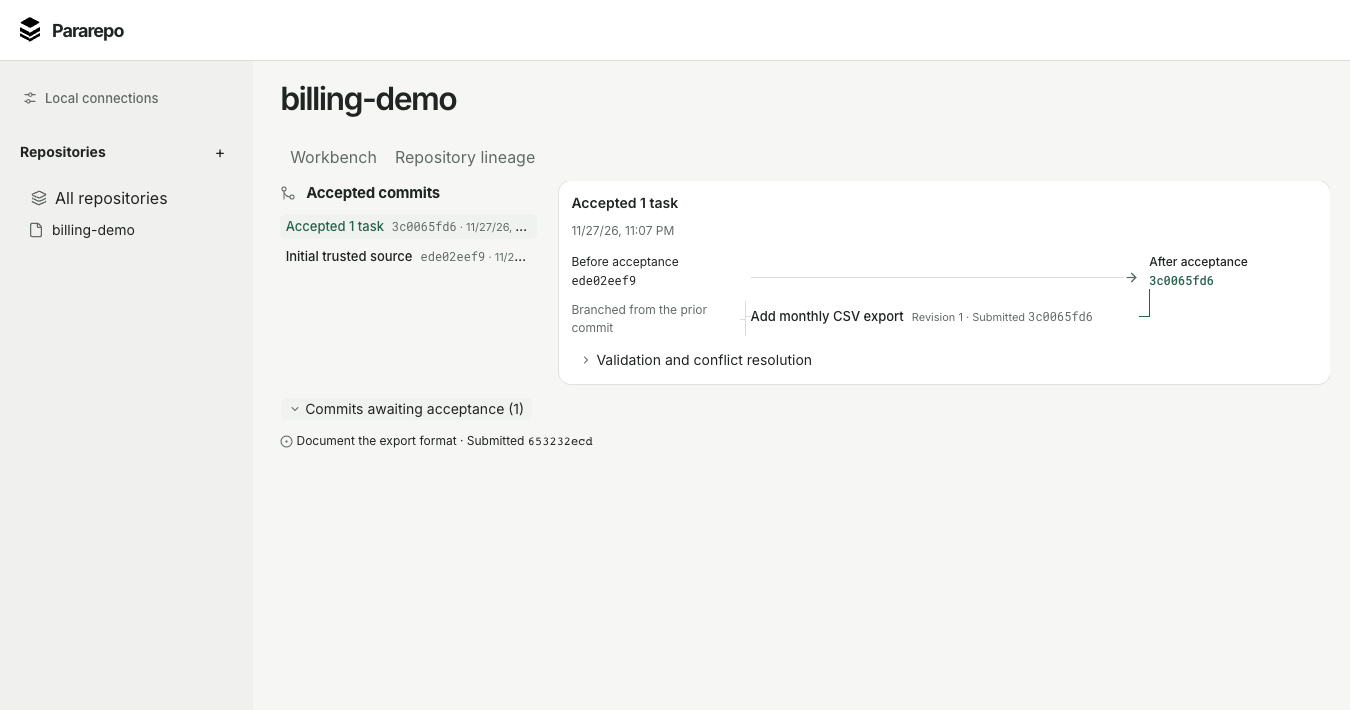 Pararepo
Local connections
Repositories +
All repositories
billing-demo
billing-demo
Workbench Repository lineage
Accepted commits
Accepted 1 task 3c0065fd6 · 11/27/26, ...
Initial trusted source ede02eef9 · 11/2...
Accepted 1 task
11/27/26, 11:07 PM
Before acceptance
ede02eef9
After acceptance
3c0065fd6
Branched from the prior
commit
Add monthly CSV export Revision 1 · Submitted 3c0065fd6
Validation and conflict resolution
Commits awaiting acceptance (1)
Document the export format · Submitted 653232ecd